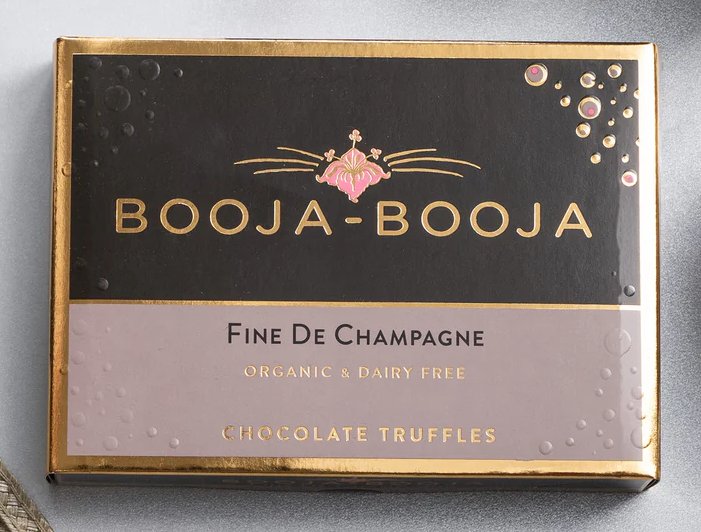 BOOJA-BOOJA
FINE DE CHAMPAGNE
ORGANIC & DAIRY FREE
CHOCOLATE TRUFFLES